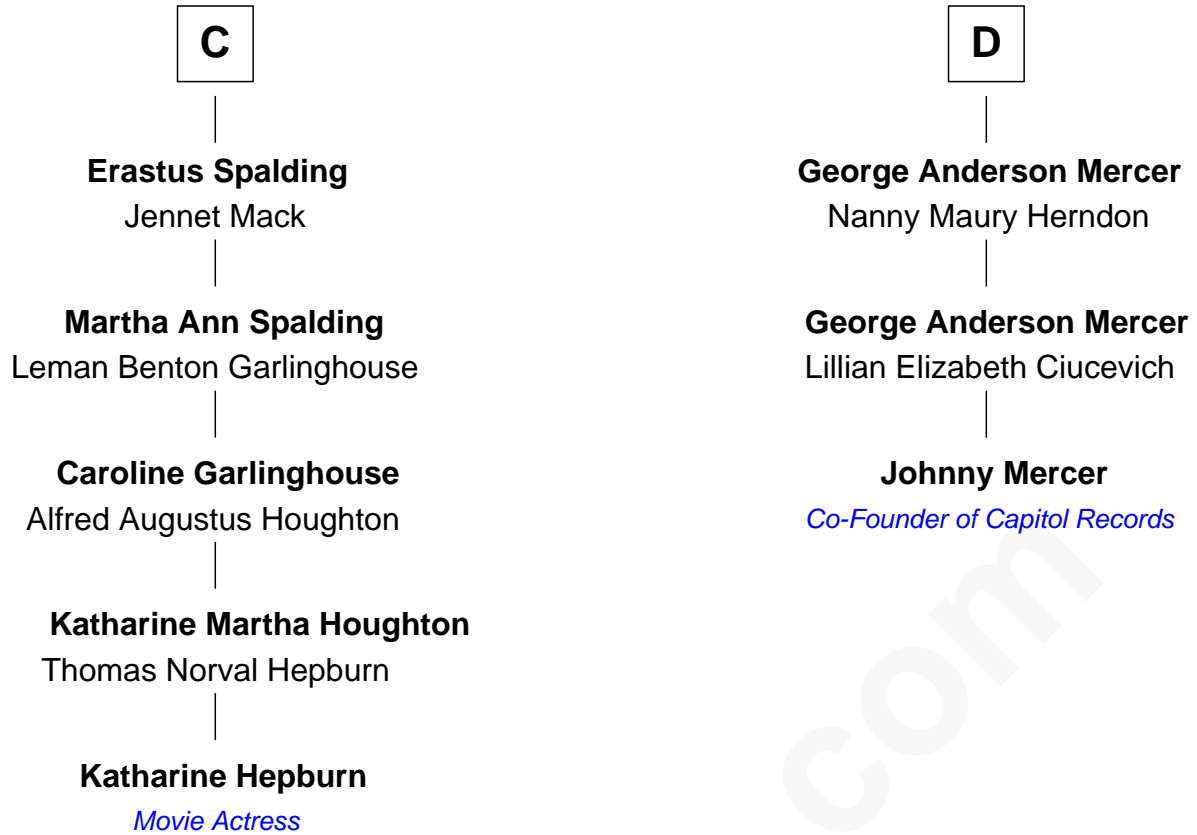 C
Erastus Spalding
Jennet Mack
Martha Ann Spalding
Leman Benton Garlinghouse
Caroline Garlinghouse
Alfred Augustus Houghton
Katharine Martha Houghton
Thomas Norval Hepburn
Katharine Hepburn
Movie Actress
D
George Anderson Mercer
Nanny Maury Herndon
George Anderson Mercer
Lillian Elizabeth Ciucevich
Johnny Mercer
Co-Founder of Capitol Records
com